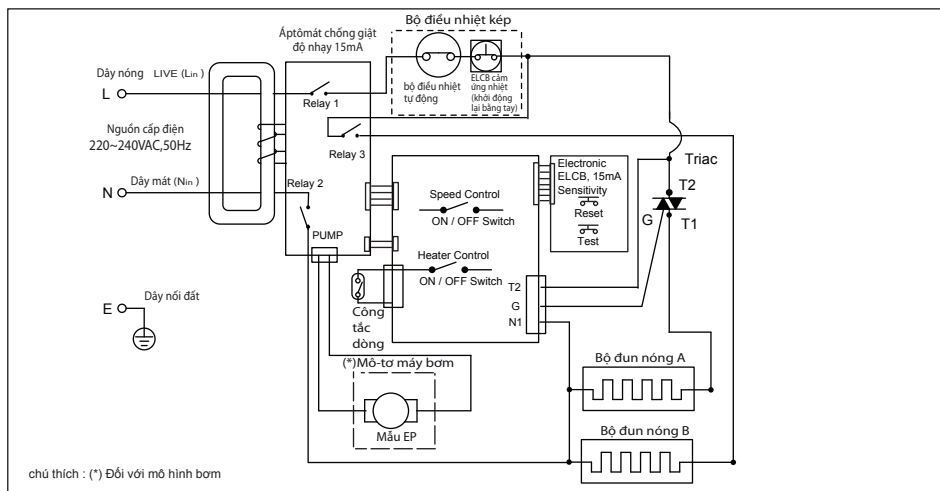 Bộ điều nhiệt kép
Áptômát chống giật
độ nhạy 15mA
Dây nóng LIVE (Lin)
L
Relay 1
bộ điều nhiệt
tự động
ELCB cảm
ứng nhiệt
(khởi động
lại bằng tay)
Nguồn cấp điện
220~240VAC,50Hz
Relay 3
Triac
Electronic
ELCB, 15mA
Sensitivity
Reset
Test
Dây mát (Nin)
N
Relay 2
Speed Control
ON / OFF Switch
T2
G
T1
PUMP
Heater Control
ON / OFF Switch
T2
G
N1
Dây nối đất
E
Công
tắc
dòng
(*)Mô-tơ máy bơm
Mẫu EP
Bộ đun nóng A
Bộ đun nóng B
chú thích : (*) Đối với mô hình bơm